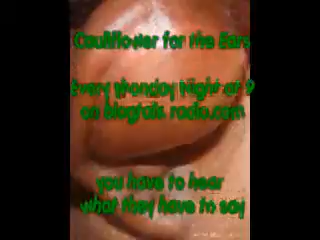 Cauliflower for the Ears
Every Monday Night at 9
on blogtalk radio.com
you have to hear
what they have to say